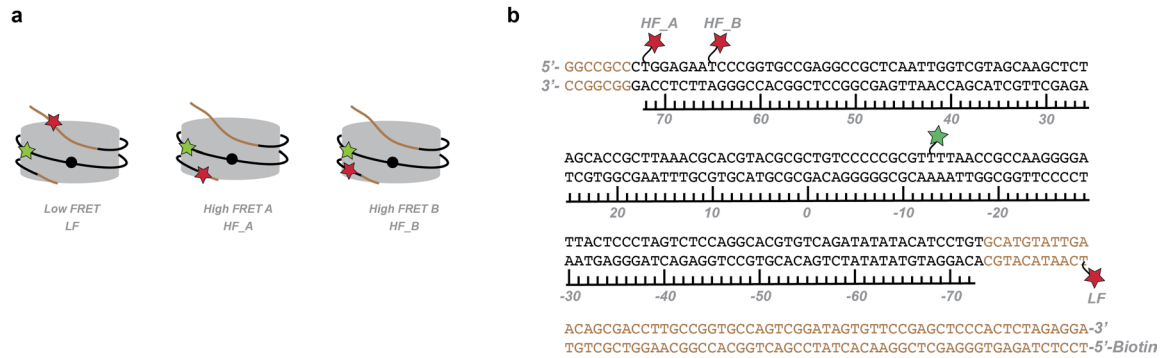 a
Low FRET
LF
High FRET A
HF_A
High FRET B
HF_B
b
HF_A HF_B
5'- GGCCGCCCTGGAGAATCCCGGTGCCGAGGCCGCTCAATTGGTCGTAGCAAGCTCT
3'- CCGGCGGGACCTCTTAGGGCCACGGCTCCGGCGAGTTAACCAGCATCGTTCGAGA
70 60 50 40 30
AGCACCGCTTAAACGCACGTACGCGCTGTCCCCCGCGTTTTAACCGCCAAGGGGA
TCGTGGCGAATTTGCGTGCATGCGCGACAGGGGGCGCAAAATTGGCGGTTCCCCT
20 10 0 -10 -20
TTACTCCCTAGTCTCCAGGCACGTGTCAGATATATACATCCTGTGCATGTATTGA
AATGAGGGATCAGAGGTCCGTGCACAGTCTATATATGTAGGACACGTACATAACT
-30 -40 -50 -60 -70 LF
ACAGCGACCTTGCCGGTGCCAGTCGGATAGTGTTCCGAGCTCCCACTCTAGAGGA-3'
TGTCGCTGGAACGGCCACGGTCAGCCTATCACAAGGCTCGAGGGTGAGATCTCCT-5'-Biotin